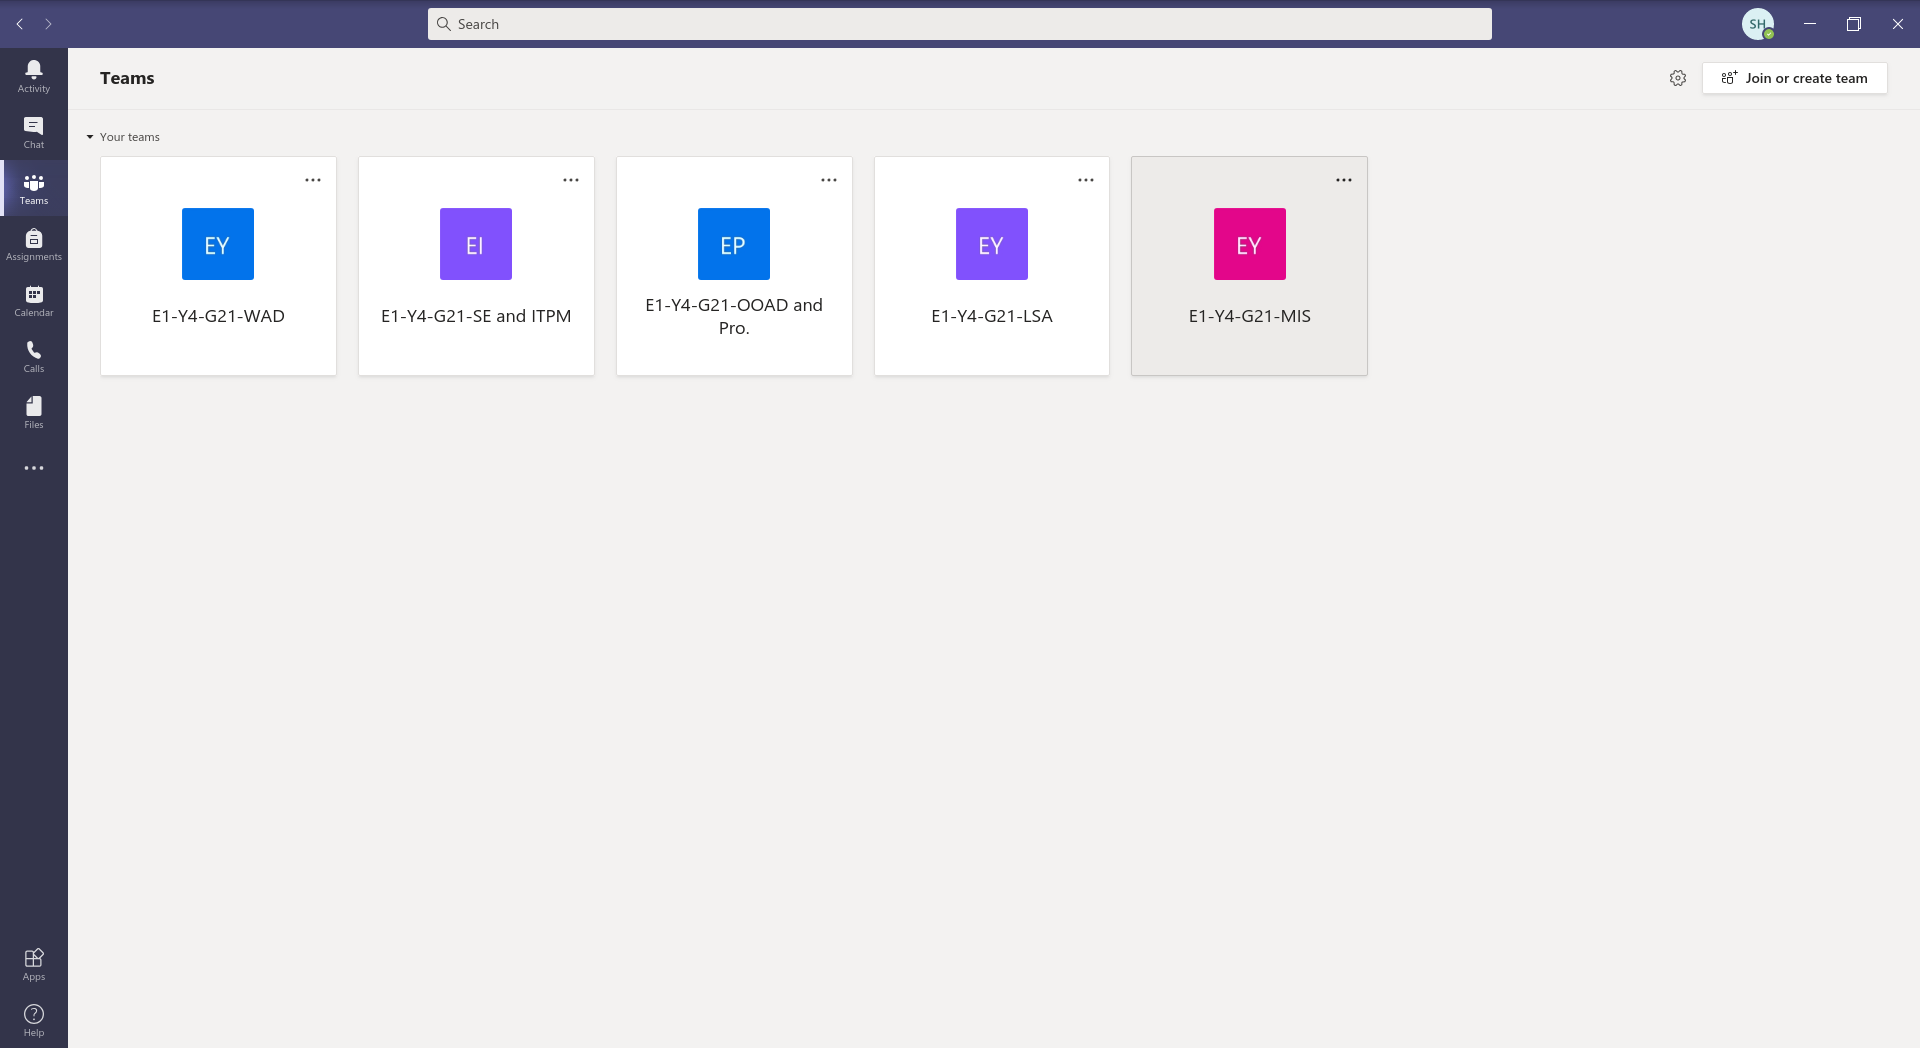 Search
SH
Activity
Chat
Teams
Assignments
Calendar
Calls
Files
Apps
Help
Teams
Join or create team
Your teams
EY
E1-Y4-G21-WAD
EI
E1-Y4-G21-SE and ITPM
EP
E1-Y4-G21-OOAD and
Pro.
EY
E1-Y4-G21-LSA
EY
E1-Y4-G21-MIS